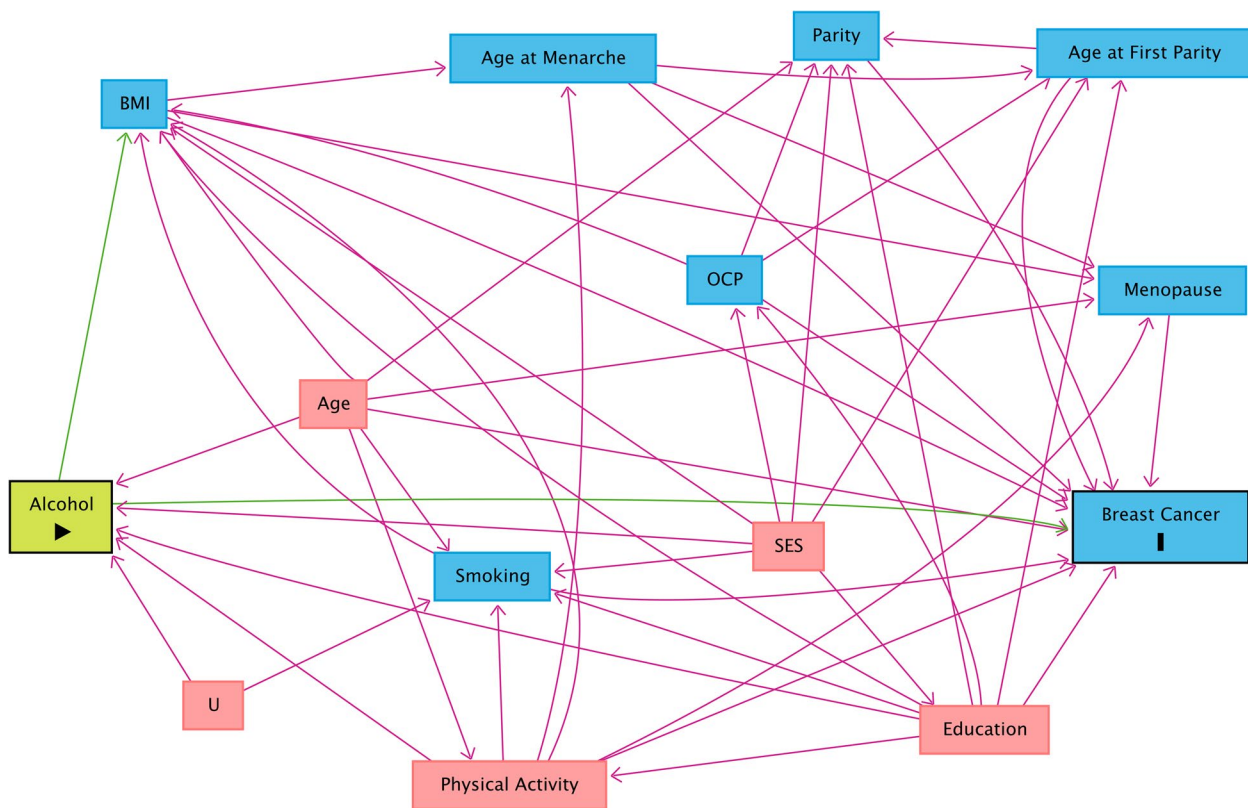 Parity
Age at Menarche
Age at First Parity
BMI
OCP
Menopause
Age
Alcohol
Breast Cancer
SES
Smoking
U
Education
Physical Activity